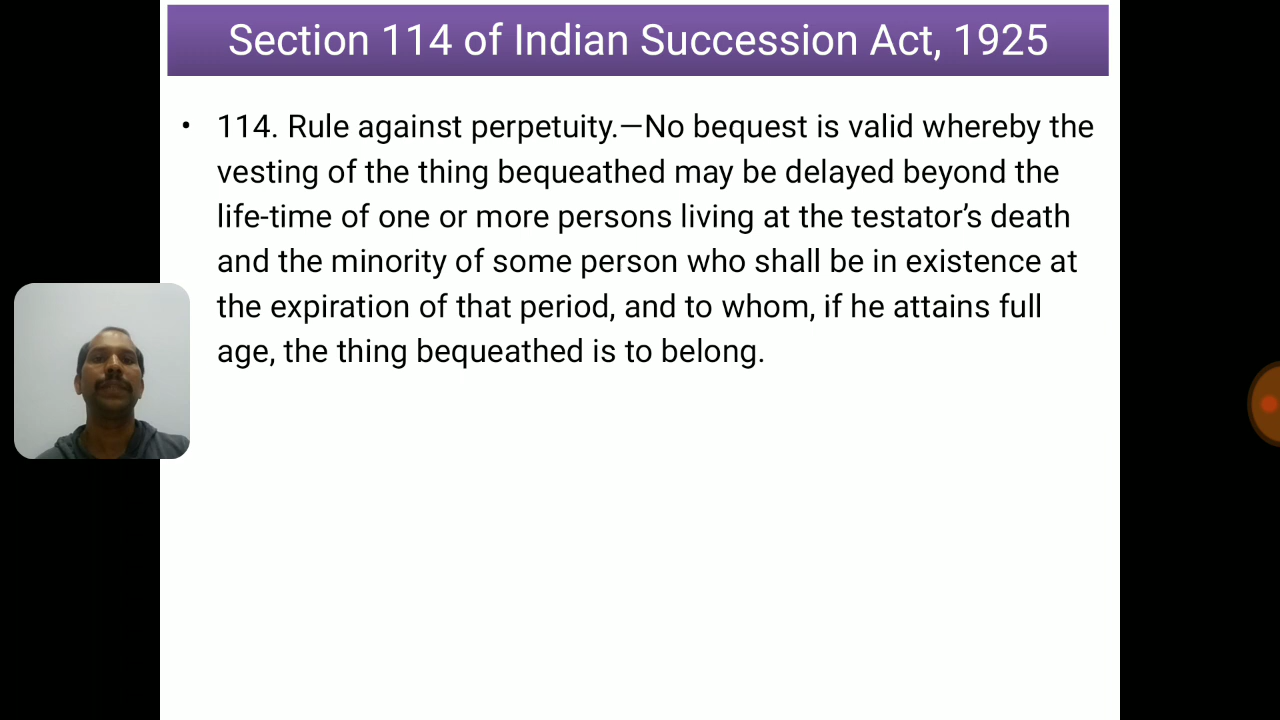 Section 114 of Indian Succession Act, 1925
• 114. Rule against perpetuity.—No bequest is valid whereby the
vesting of the thing bequeathed may be delayed beyond the
life-time of one or more persons living at the testator’s death
and the minority of some person who shall be in existence at
the expiration of that period, and to whom, if he attains full
age, the thing bequeathed is to belong.